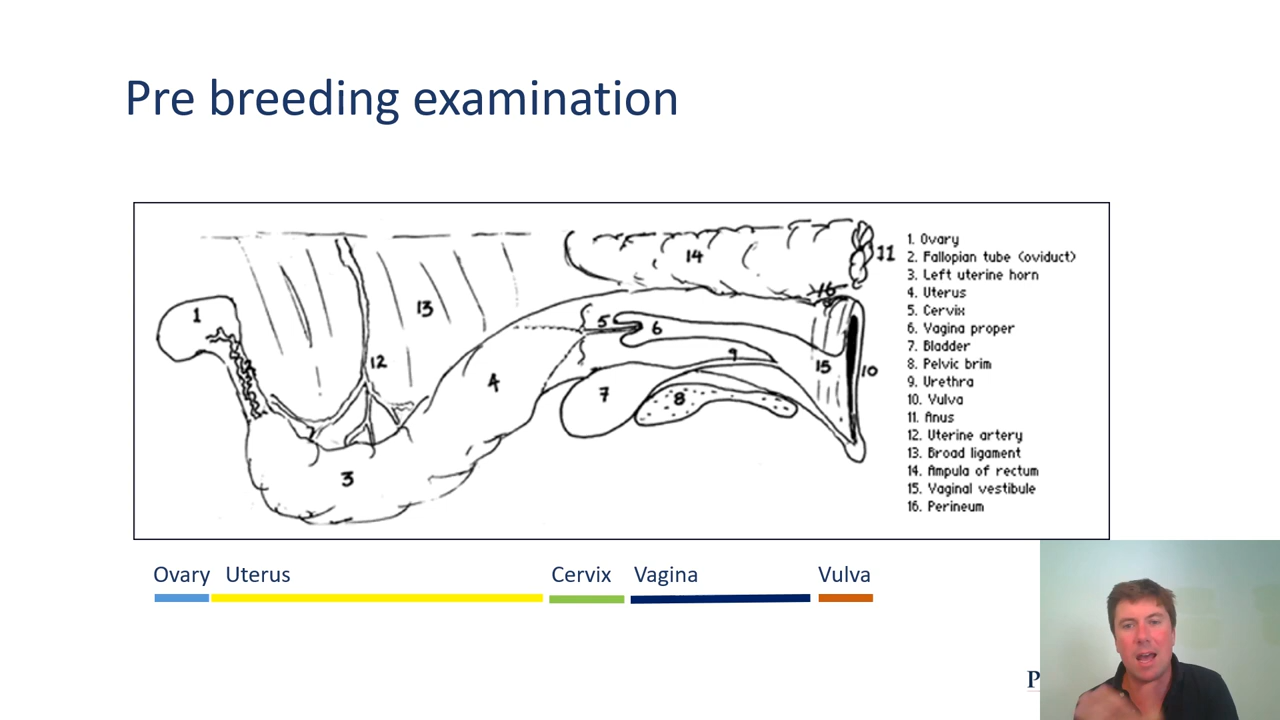 Pre breeding examination
1
2
3
4
5
6
7
8
9
10
11
12
13
14
15
16
1. Ovary
2. Fallopian tube (oviduct)
3. Left uterine horn
4. Uterus
5. Cervix
6. Vagina proper
7. Bladder
8. Pelvic brim
9. Urethra
10. Vulva
11. Anus
12. Uterine artery
13. Broad ligament
14. Ampula of rectum
15. Vaginal vestibule
16. Perineum
Ovary Uterus Cervix Vagina Vulva
P